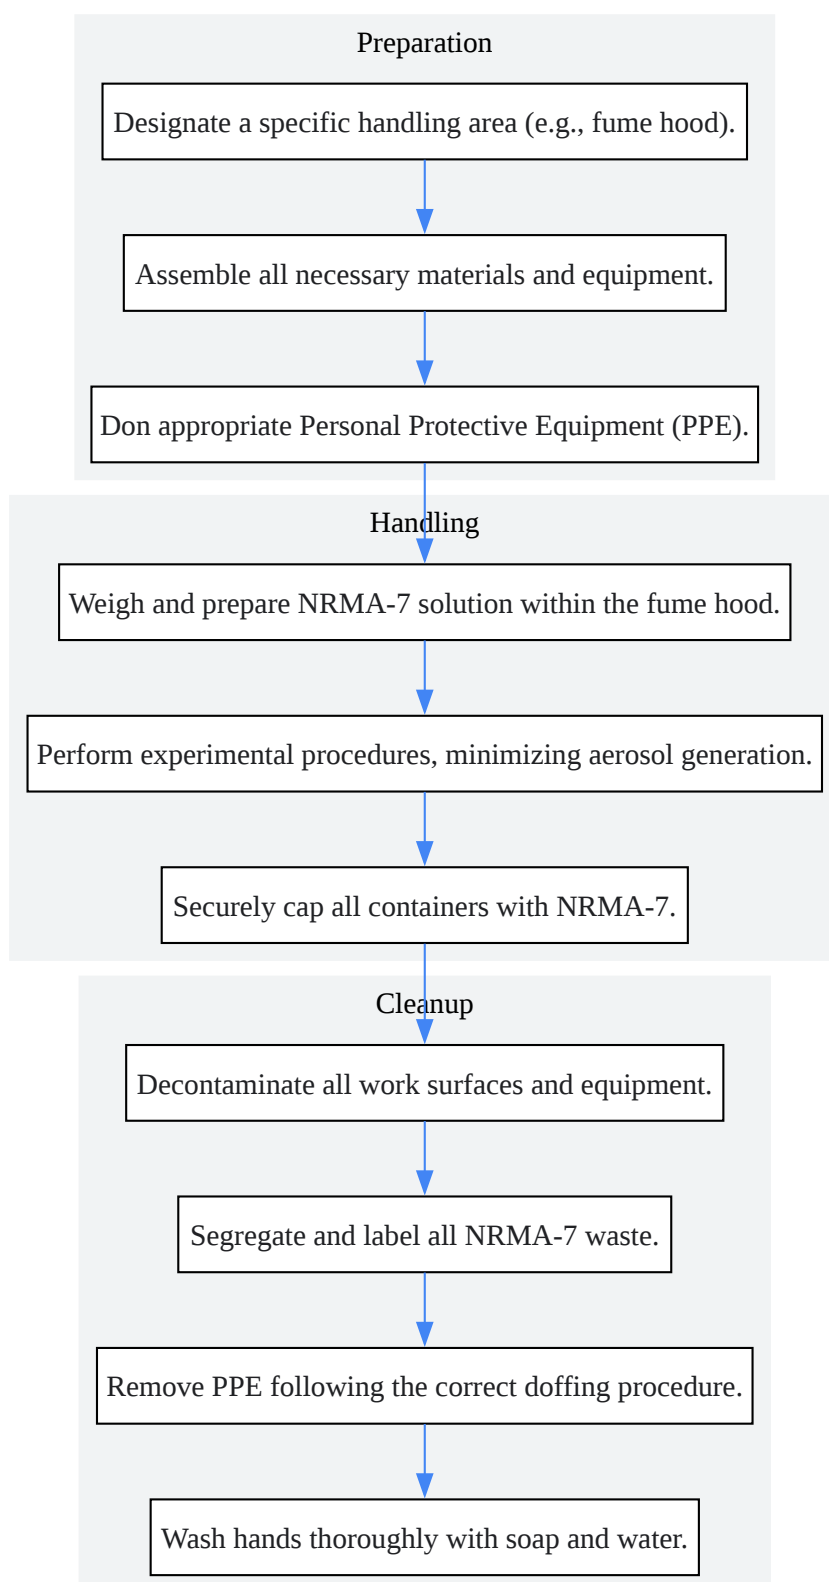 Preparation
Designate a specific handling area (e.g., fume hood).
Assemble all necessary materials and equipment.
Don appropriate Personal Protective Equipment (PPE).
Handling
Weigh and prepare NRMA-7 solution within the fume hood.
Perform experimental procedures, minimizing aerosol generation.
Securely cap all containers with NRMA-7.
Cleanup
Decontaminate all work surfaces and equipment.
Segregate and label all NRMA-7 waste.
Remove PPE following the correct doffing procedure.
Wash hands thoroughly with soap and water.